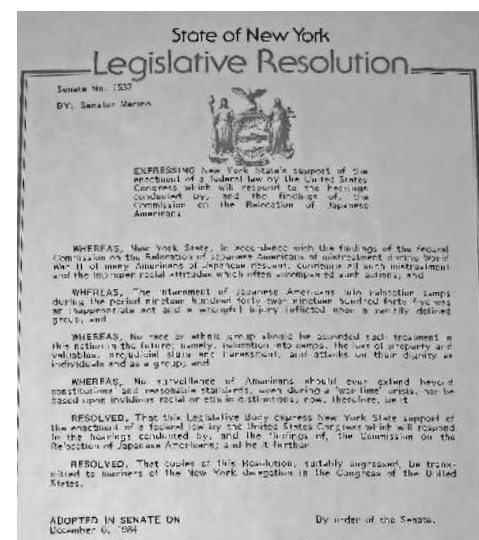 State of New York
Legislative Resolution
Senate No. 1537
BY: Senator Marino
EXPRESSING New York State's support of the
enactment of a federal law by the United States
Congress which will respond to the hearings
conducted by, and the findings of, the
Commission on the Relocation of Japanese
Americans
WHEREAS, New York State, in accordance with the findings of the federal
Commission on the Relocation of Japanese Americans of mistreatment during World
War II of many Americans of Japanese descent, condemns all such mistreatment
and the improper racial attitudes which often accompanied such actions; and
WHEREAS, The internment of Japanese Americans into relocation camps
during the period nineteen hundred forty-two nineteen hundred forty five was
an inappropriate act and a wrongful injury inflicted upon a racially defined
group; and
WHEREAS, No race or ethnic group should be accorded such treatment in
this nation in the future; namely, relocation into camps, the loss of property and
valuables, prejudicial slurs and harassment, and attacks on their dignity as
individuals and as a group; and
WHEREAS, No surveillance of Americans should ever extend beyond
constitutional and reasonable standards, even during a "war time" crisis, nor be
based upon invidious racial or ethnic distinctions; now, therefore, be it
RESOLVED, That this Legislative Body express New York State support of
the enactment of a federal law by the United States Congress which will respond
to the hearings conducted by, and the findings of, the Commission on the
Relocation of Japanese Americans; and be it further
RESOLVED, That copies of this Resolution, suitably engrossed, be trans-
mitted to members of the New York delegation in the Congress of the United
States.
ADOPTED IN SENATE ON
December 6, 1984
By order of the Senate,